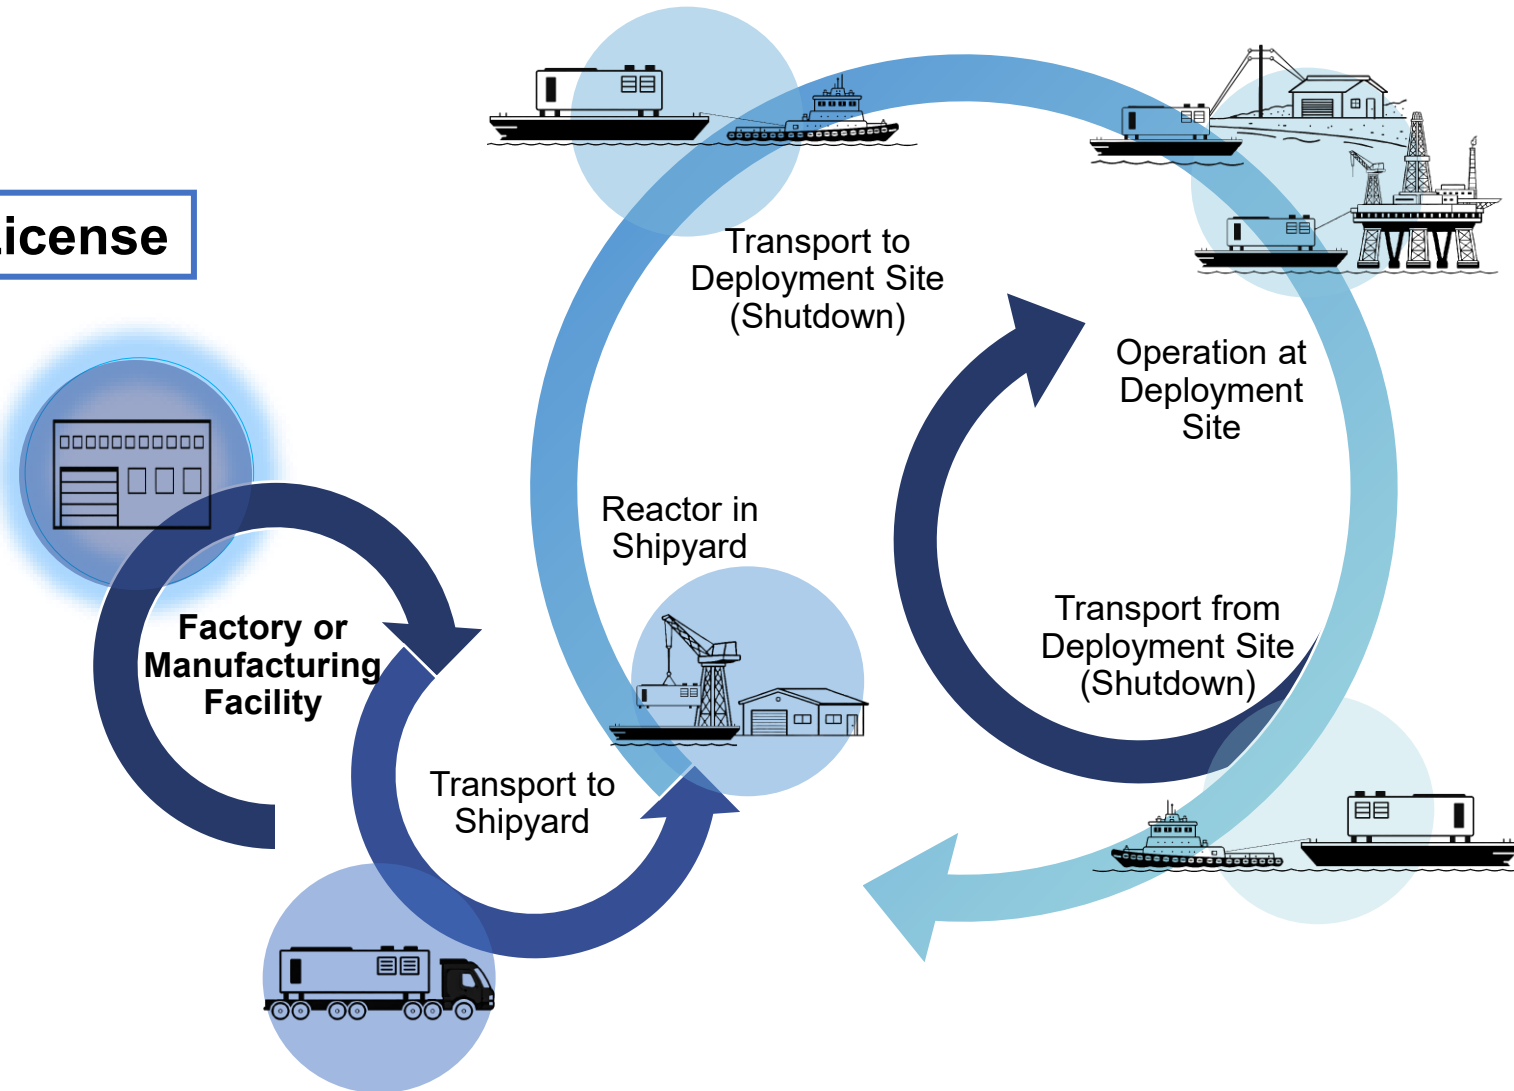 License
Transport to
Deployment Site
(Shutdown)
Operation at
Deployment
Site
Reactor in
Shipyard
Transport from
Deployment Site
(Shutdown)
Factory or
Manufacturing
Facility
Transport to
Shipyard